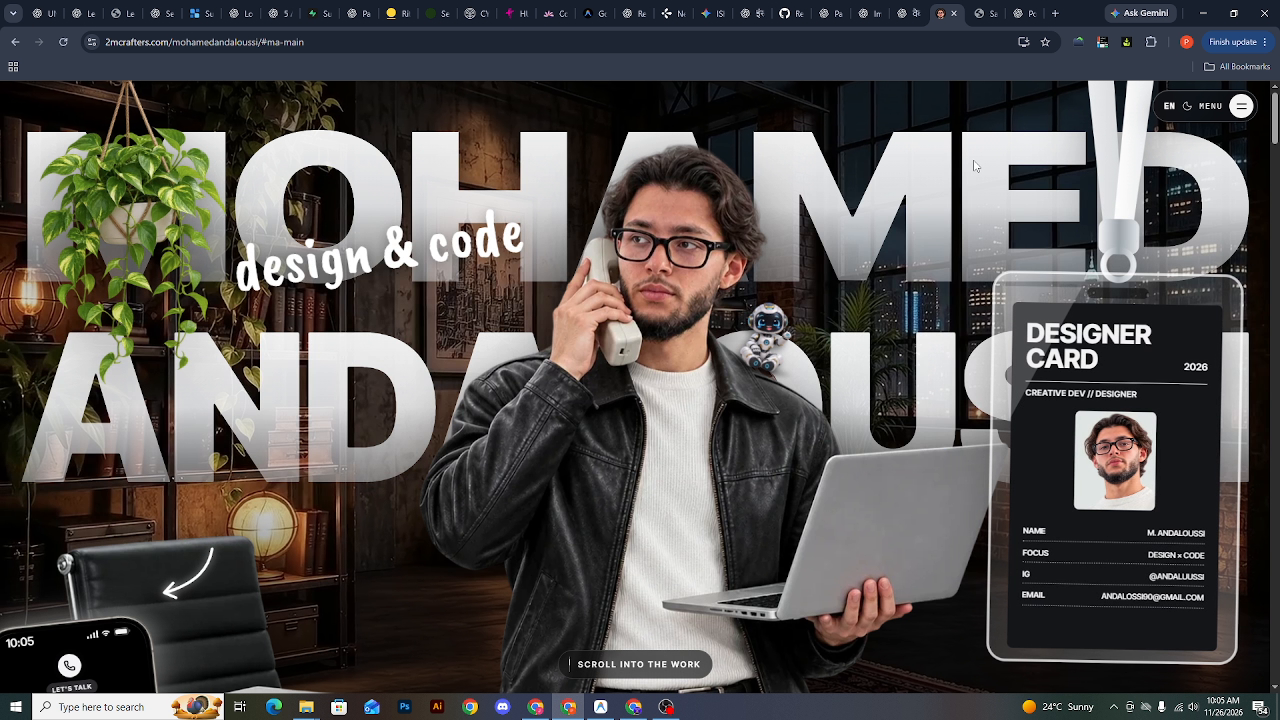 2mcrafters.com/mohamedandaloussi/#ma-main
Ask Gemini
Finish update
All Bookmarks
EN
MENU
MOHAMED
design & code
ANDALOUSSI
DESIGNER
CARD
2026
CREATIVE DEV // DESIGNER
NAME
M. ANDALOUSSI
FOCUS
DESIGN × CODE
IG
@ANDALUUSSI
EMAIL
ANDALOSSI90@GMAIL.COM
10:05
LET'S TALK
SCROLL INTO THE WORK
Type here to search
24°C Sunny
10:05 AM
11/26/2026